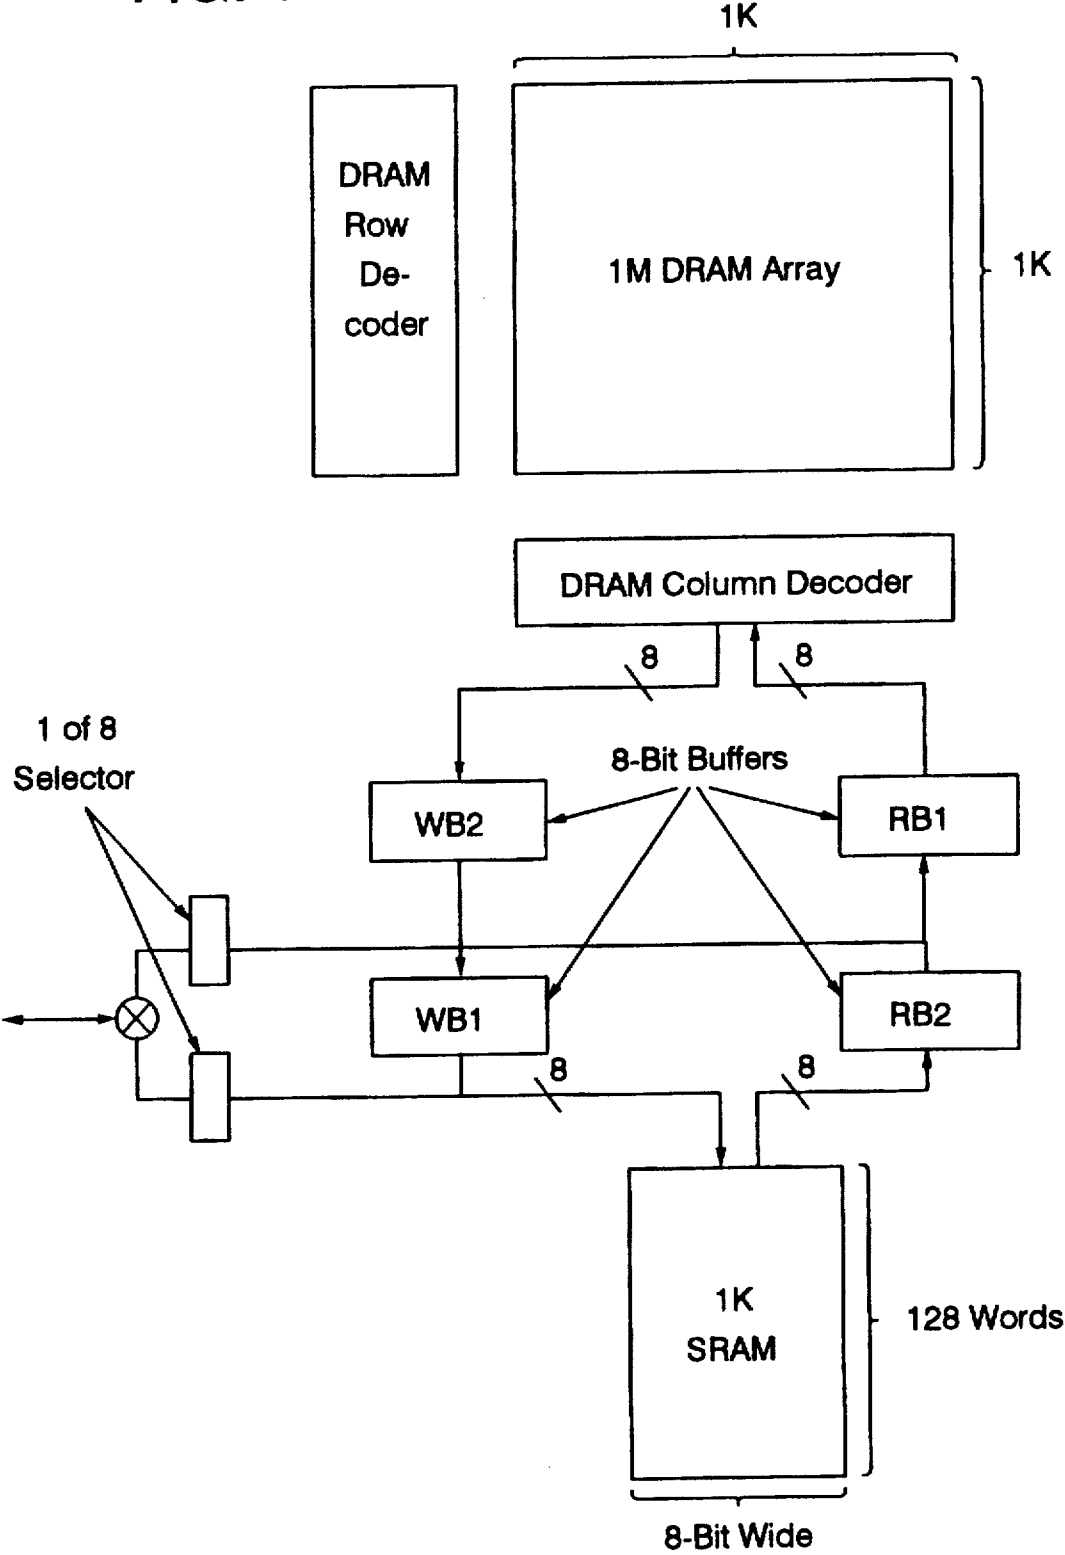 1K
DRAM
Row
De-
coder
1M DRAM Array
1K
DRAM Column Decoder
8
8
1 of 8
Selector
8-Bit Buffers
WB2
RB1
WB1
RB2
8
8
1K
SRAM
128 Words
8-Bit Wide